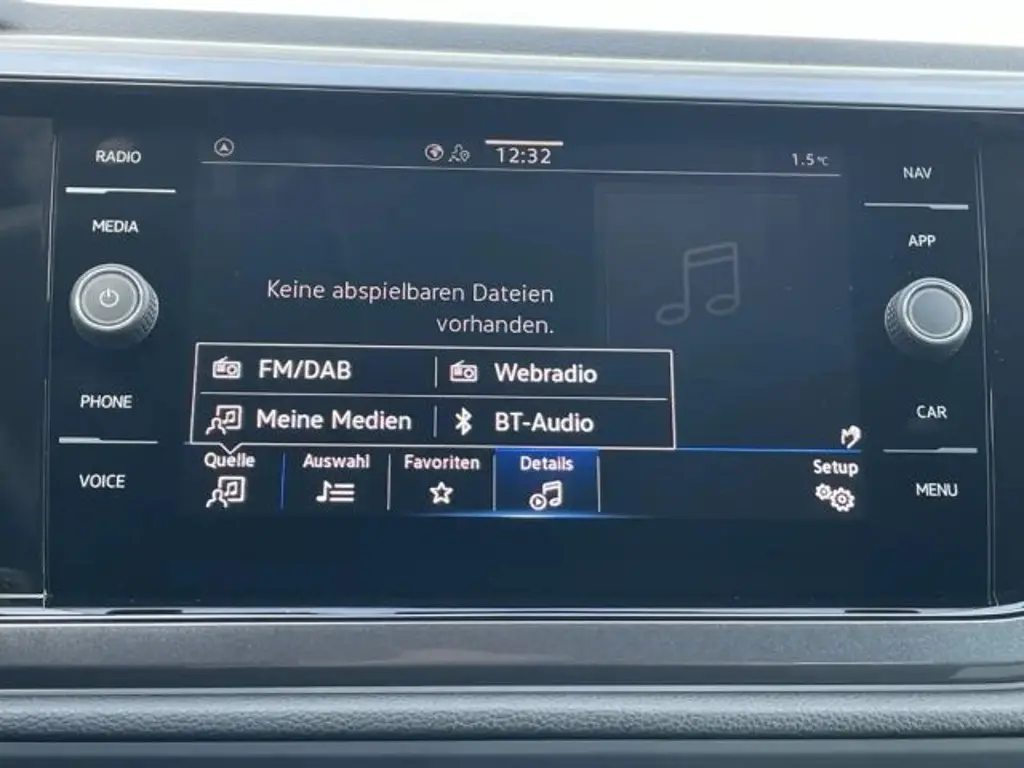 RADIO
MEDIA
PHONE
VOICE
12:32
1.5°C
Keine abspielbaren Dateien
vorhanden.
FM/DAB
Webradio
Meine Medien
BT-Audio
Quelle
Auswahl
Favoriten
Details
Setup
NAV
APP
CAR
MENU